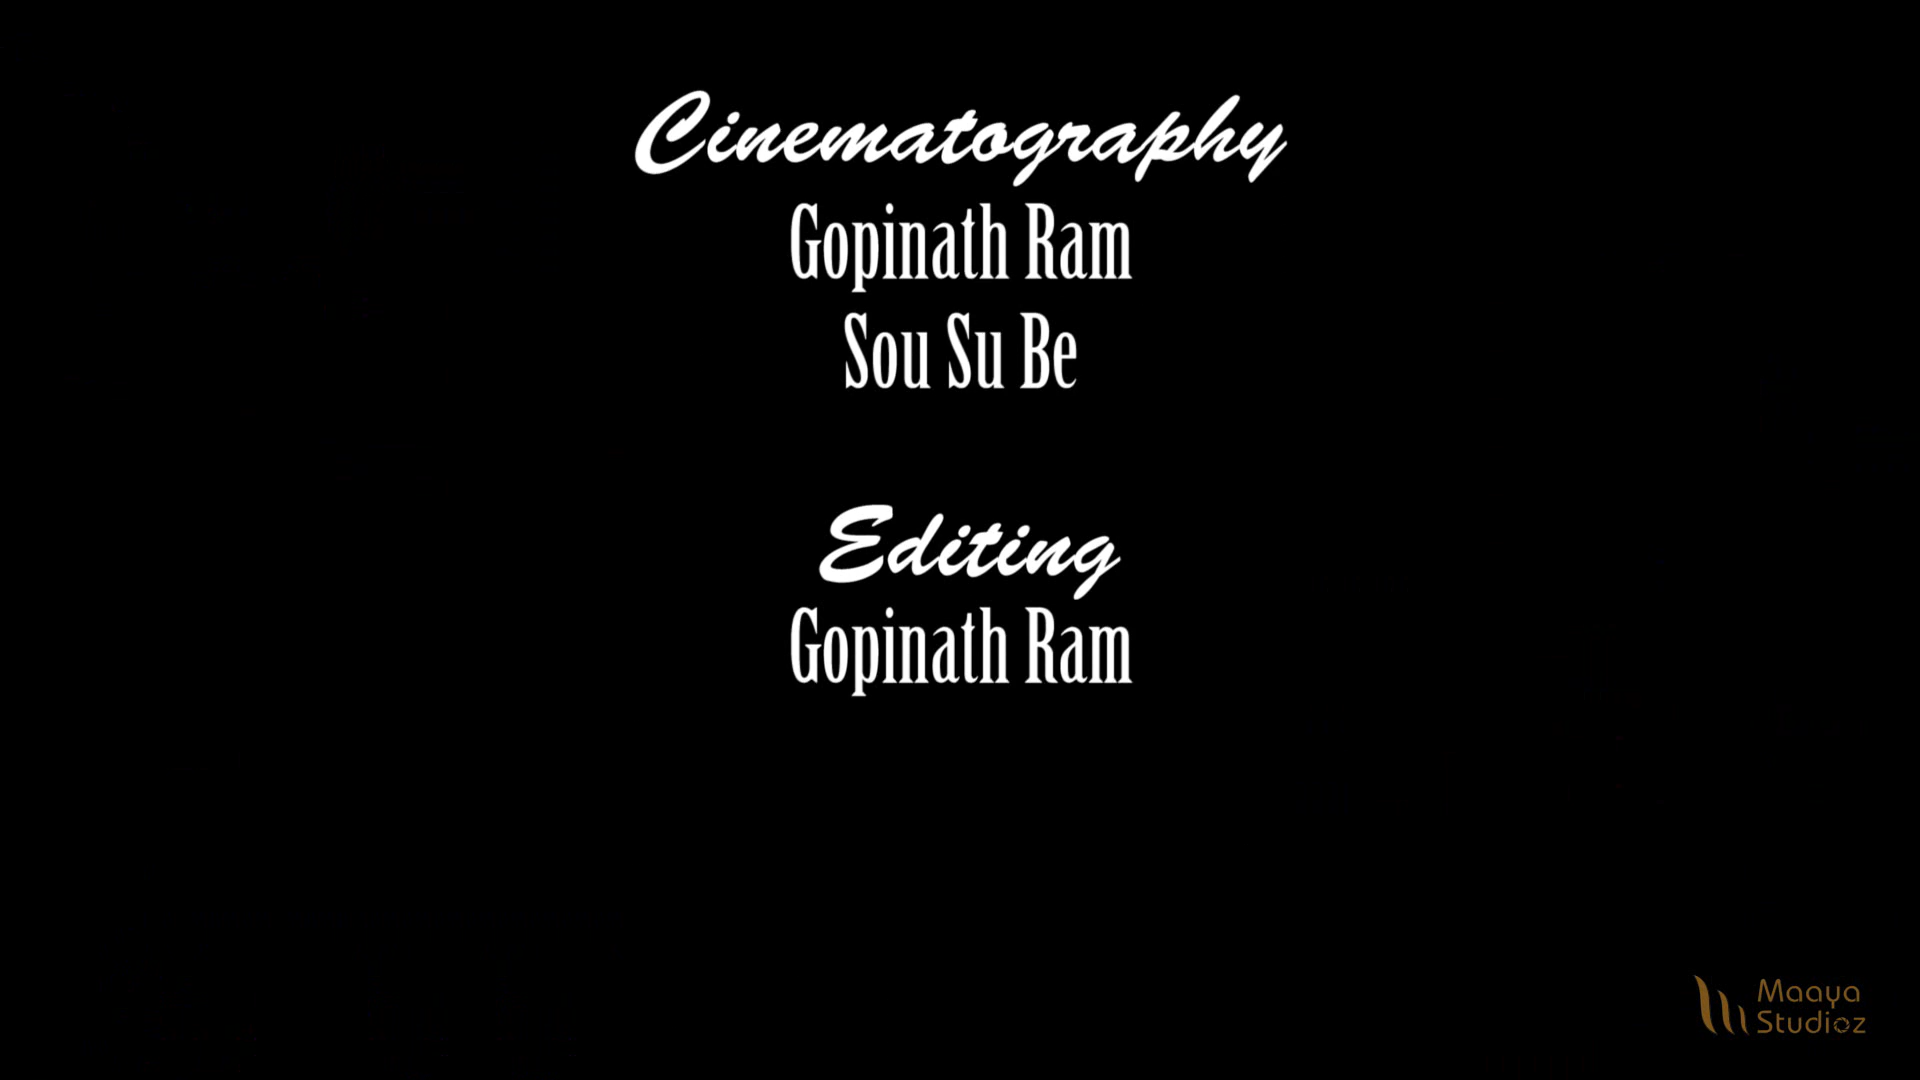 Cinematography
Gopinath Ram
Sou Su Be
Editing
Gopinath Ram
Maaya
Studioz